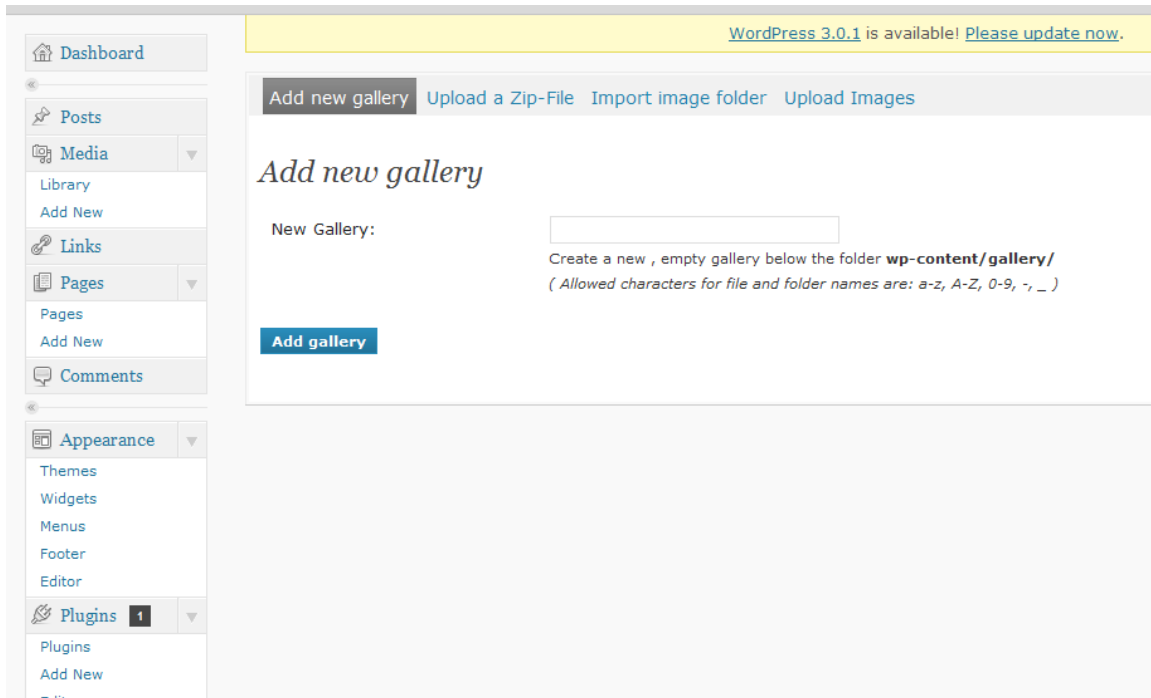 WordPress 3.0.1 is available! Please update now.
Dashboard
Posts
Media
Library
Add New
Links
Pages
Pages
Add New
Comments
Appearance
Themes
Widgets
Menus
Footer
Editor
Plugins 1
Plugins
Add New
Add new gallery Upload a Zip-File Import image folder Upload Images
Add new gallery
New Gallery:
Create a new , empty gallery below the folder wp-content/gallery/
( Allowed characters for file and folder names are: a-z, A-Z, 0-9, -, _ )
Add gallery